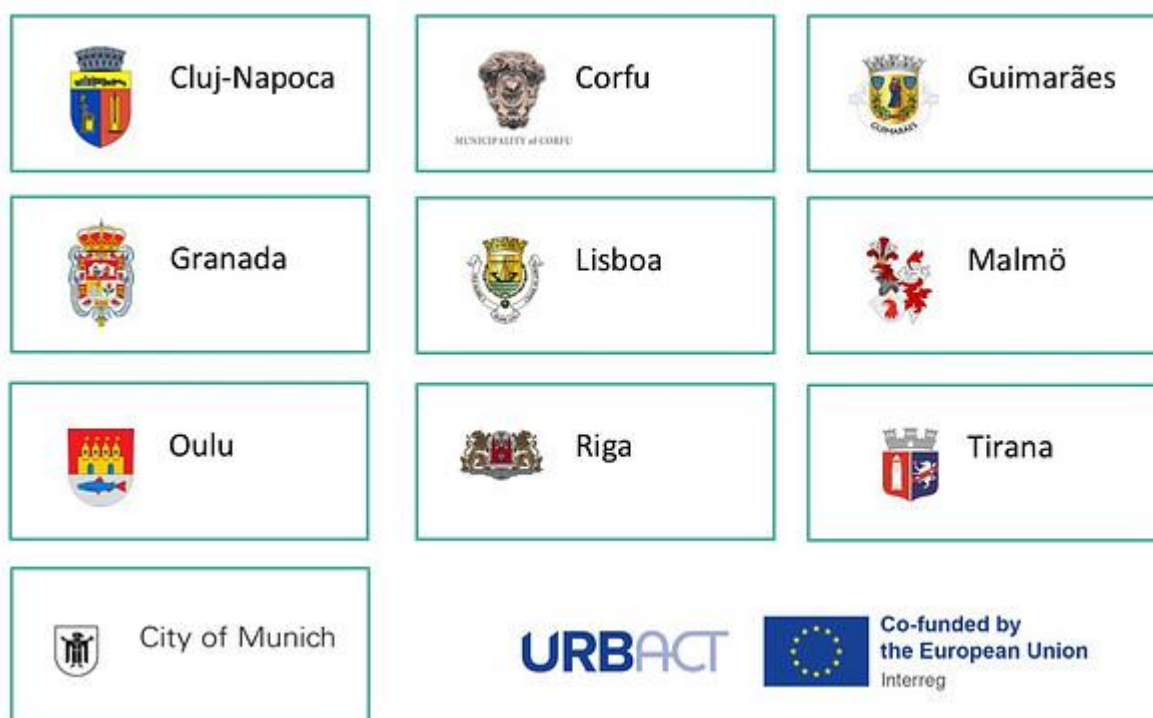 Cluj-Napoca
Corfu
MUNICIPALITY of CORFU
Guimarães
GUIMARÃES
Granada
Lisboa
Malmö
Oulu
Riga
Tirana
City of Munich
URBACT
Co-funded by
the European Union
Interreg